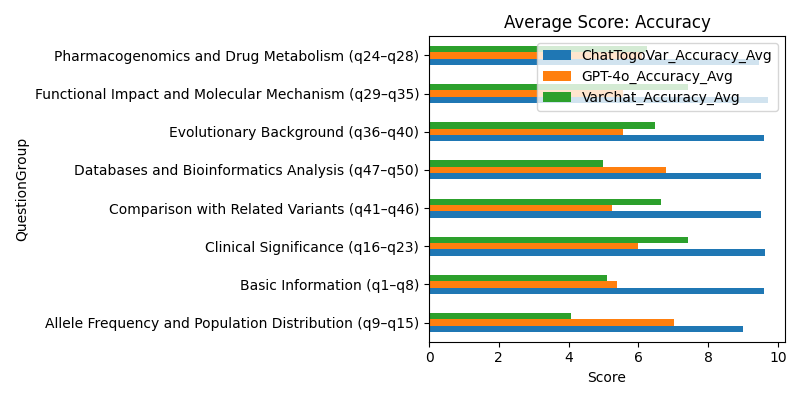 Average Score: Accuracy
ChatTogoVar_Accuracy_Avg
GPT-4o_Accuracy_Avg
VarChat_Accuracy_Avg
QuestionGroup
Pharmacogenomics and Drug Metabolism (q24–q28)
Functional Impact and Molecular Mechanism (q29–q35)
Evolutionary Background (q36–q40)
Databases and Bioinformatics Analysis (q47–q50)
Comparison with Related Variants (q41–q46)
Clinical Significance (q16–q23)
Basic Information (q1–q8)
Allele Frequency and Population Distribution (q9–q15)
0 2 4 6 8 10
Score